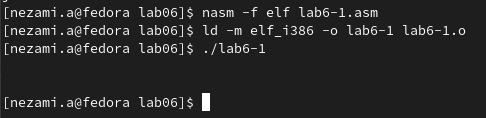 [nezami.a@fedora lab06]$ nasm -f elf lab6-1.asm
[nezami.a@fedora lab06]$ ld -m elf_i386 -o lab6-1 lab6-1.o
[nezami.a@fedora lab06]$ ./lab6-1
[nezami.a@fedora lab06]$